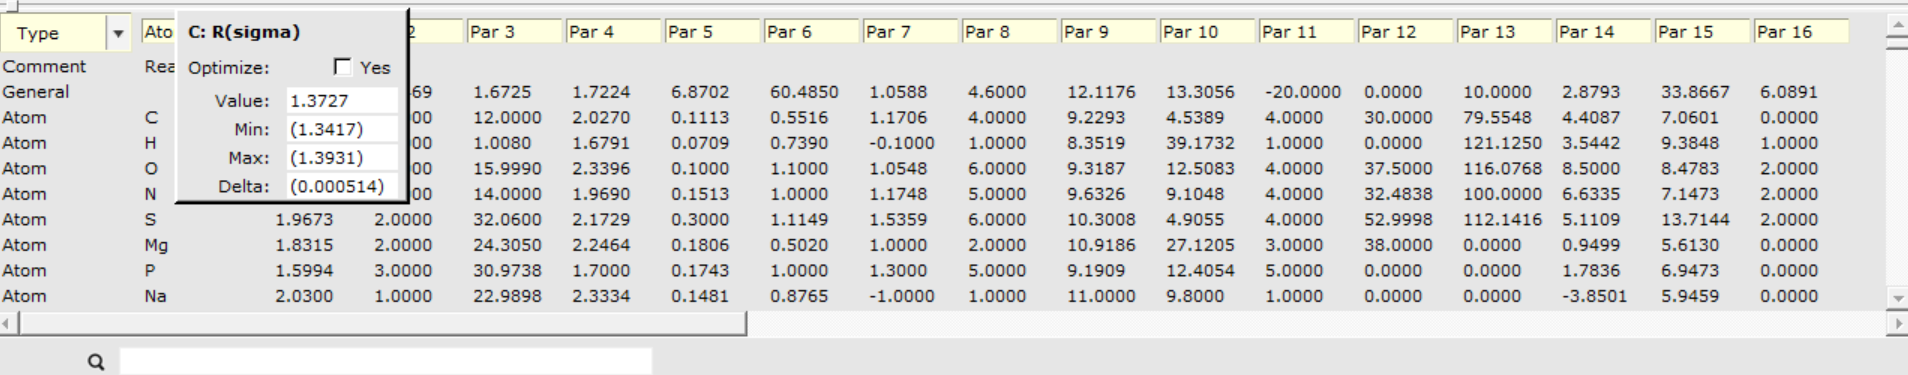 Type Ato 2 Par 3 Par 4 Par 5 Par 6 Par 7 Par 8 Par 9 Par 10 Par 11 Par 12 Par 13 Par 14 Par 15 Par 16
C: R(sigma)
Optimize: Yes
Value: 1.3727
Min: (1.3417)
Max: (1.3931)
Delta: (0.000514)
Comment Rea
General 69 1.6725 1.7224 6.8702 60.4850 1.0588 4.6000 12.1176 13.3056 -20.0000 0.0000 10.0000 2.8793 33.8667 6.0891
Atom C 00 12.0000 2.0270 0.1113 0.5516 1.1706 4.0000 9.2293 4.5389 4.0000 30.0000 79.5548 4.4087 7.0601 0.0000
Atom H 00 1.0080 1.6791 0.0709 0.7390 -0.1000 1.0000 8.3519 39.1732 1.0000 0.0000 121.1250 3.5442 9.3848 1.0000
Atom O 00 15.9990 2.3396 0.1000 1.1000 1.0548 6.0000 9.3187 12.5083 4.0000 37.5000 116.0768 8.5000 8.4783 2.0000
Atom N 00 14.0000 1.9690 0.1513 1.0000 1.1748 5.0000 9.6326 9.1048 4.0000 32.4838 100.0000 6.6335 7.1473 2.0000
Atom S 1.9673 2.0000 32.0600 2.1729 0.3000 1.1149 1.5359 6.0000 10.3008 4.9055 4.0000 52.9998 112.1416 5.1109 13.7144 2.0000
Atom Mg 1.8315 2.0000 24.3050 2.2464 0.1806 0.5020 1.0000 2.0000 10.9186 27.1205 3.0000 38.0000 0.0000 0.9499 5.6130 0.0000
Atom P 1.5994 3.0000 30.9738 1.7000 0.1743 1.0000 1.3000 5.0000 9.1909 12.4054 5.0000 0.0000 0.0000 1.7836 6.9473 0.0000
Atom Na 2.0300 1.0000 22.9898 2.3334 0.1481 0.8765 -1.0000 1.0000 11.0000 9.8000 1.0000 0.0000 0.0000 -3.8501 5.9459 0.0000